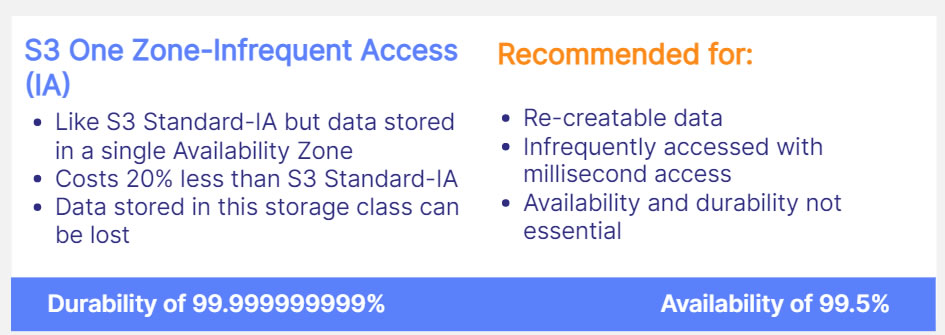 S3 One Zone-Infrequent Access
(IA)
• Like S3 Standard-IA but data stored
in a single Availability Zone
• Costs 20% less than S3 Standard-IA
• Data stored in this storage class can
be lost
Recommended for:
• Re-creatable data
• Infrequently accessed with
millisecond access
• Availability and durability not
essential
Durability of 99.999999999%
Availability of 99.5%